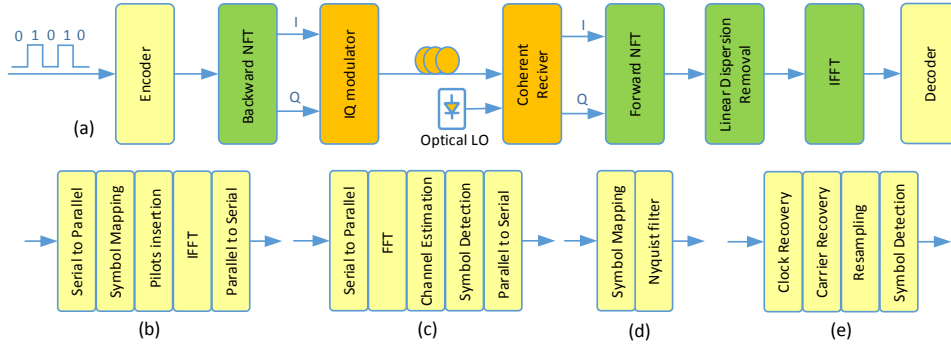 0 1 0 1 0
Encoder
Backward NFT
I
Q
IQ modulator
Optical LO
Coherent
Reciver
I
Q
Forward NFT
Linear Dispersion
Removal
IFFT
Decoder
(a)
Serial to Parallel
Symbol Mapping
Pilots insertion
IFFT
Parallel to Serial
(b)
Serial to Parallel
FFT
Channel Estimation
Symbol Detection
Parallel to Serial
(c)
Symbol Mapping
Nyquist filter
(d)
Clock Recovery
Carrier Recovery
Resampling
Symbol Detection
(e)